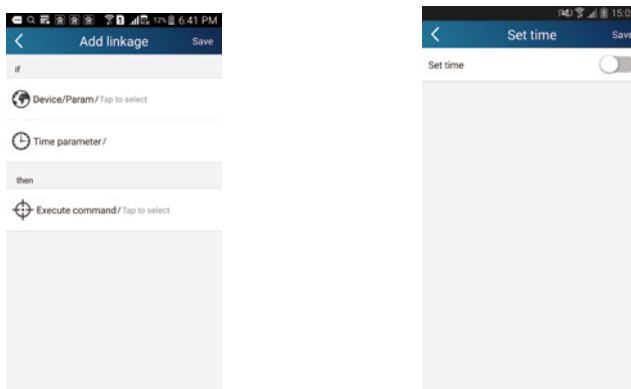 12% 6:41 PM
Add linkage Save
if
Device/Param/Tap to select
Time parameter/
then
Execute command/Tap to select
15:0
Set time Save
Set time